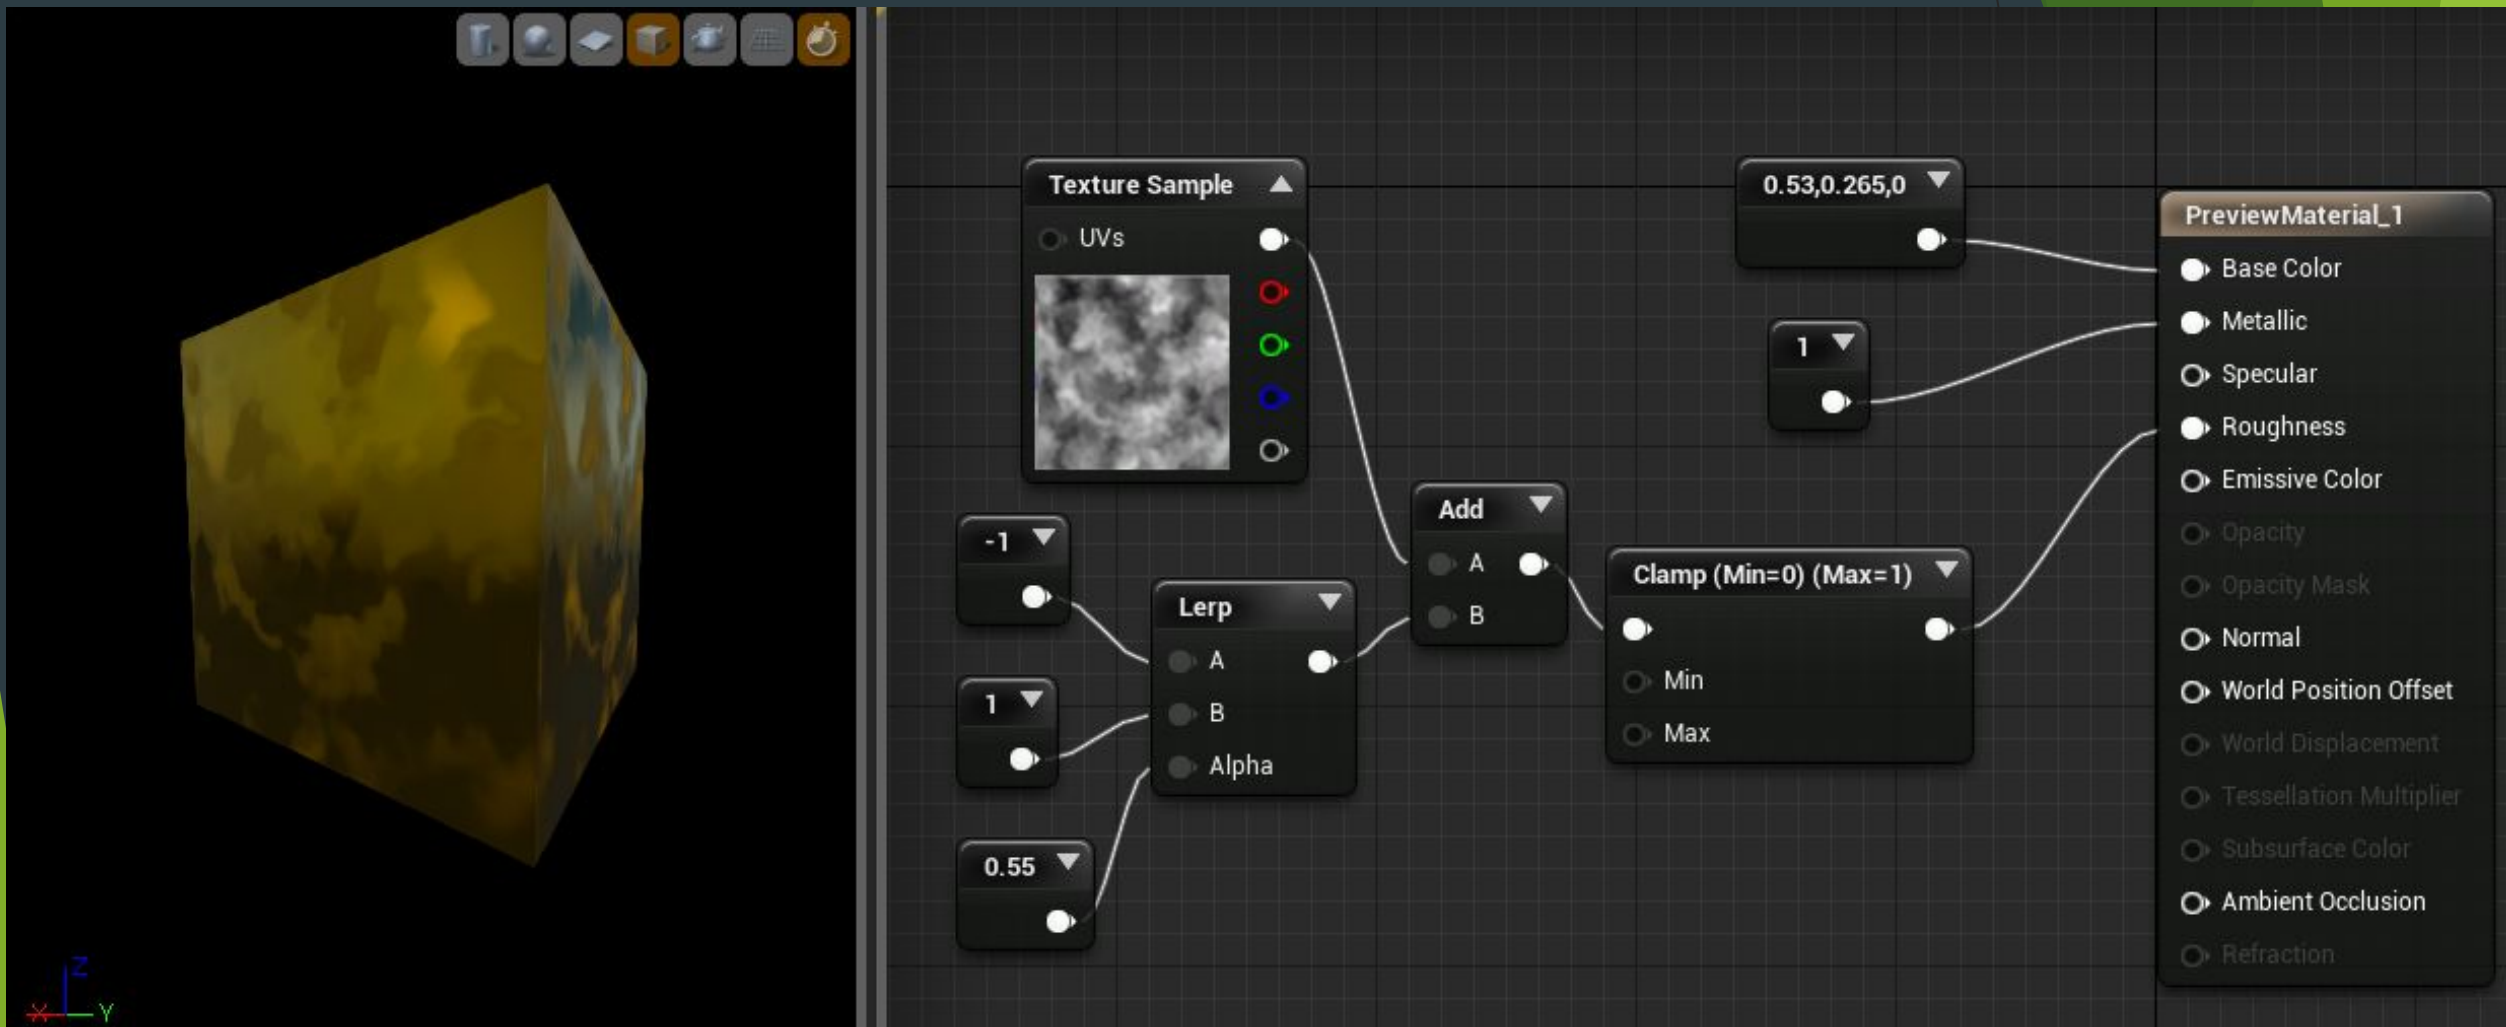 Texture Sample
UVs
-1
1
0.55
Lerp
A
B
Alpha
Add
A
B
Clamp (Min=0) (Max=1)
Min
Max
0.53,0.265,0
1
PreviewMaterial_1
Base Color
Metallic
Specular
Roughness
Emissive Color
Opacity
Opacity Mask
Normal
World Position Offset
World Displacement
Tessellation Multiplier
Subsurface Color
Ambient Occlusion
Refraction
Z
X
Y